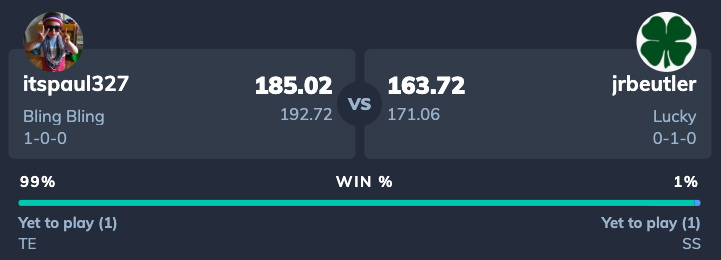 itspaul327
185.02
163.72
jrbeutler
Bling Bling
192.72
VS
171.06
Lucky
1-0-0
0-1-0
99%
WIN %
1%
Yet to play (1)
Yet to play (1)
TE
SS